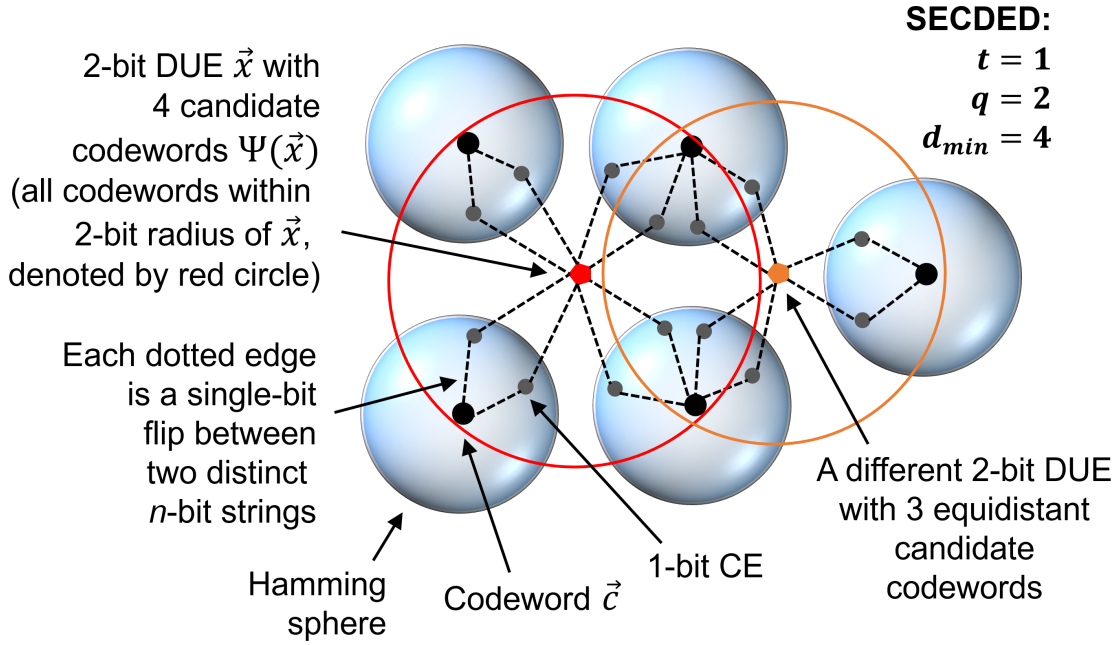 SECDED:
t = 1
q = 2
d_min = 4
2-bit DUE x⃗ with
4 candidate
codewords Ψ(x⃗)
(all codewords within
2-bit radius of x⃗,
denoted by red circle)
Each dotted edge
is a single-bit
flip between
two distinct
n-bit strings
Hamming
sphere
Codeword c⃗
1-bit CE
A different 2-bit DUE
with 3 equidistant
candidate
codewords